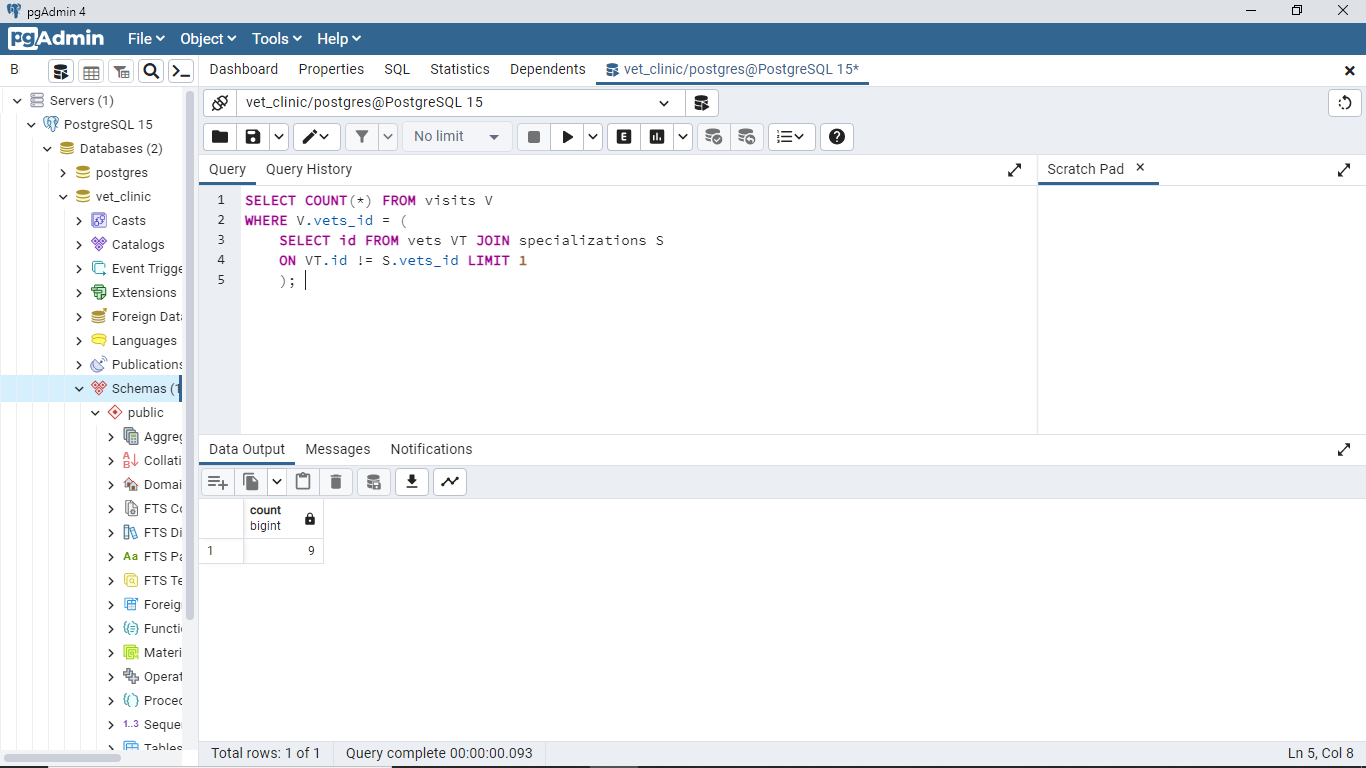 pgAdmin 4
pgAdmin File Object Tools Help
B
Dashboard Properties SQL Statistics Dependents vet_clinic/postgres@PostgreSQL 15*
Servers (1)
PostgreSQL 15
Databases (2)
postgres
vet_clinic
Casts
Catalogs
Event Trigge
Extensions
Foreign Dat
Languages
Publications
Schemas (1
public
Aggreg
Collati
Domai
FTS Co
FTS Di
FTS Pa
FTS Te
Foreig
Functi
Materi
Operat
Proced
1..3 Seque
Tables
vet_clinic/postgres@PostgreSQL 15
No limit
E
Query Query History
Scratch Pad
1 SELECT COUNT(*) FROM visits V
2 WHERE V.vets_id = (
3 SELECT id FROM vets VT JOIN specializations S
4 ON VT.id != S.vets_id LIMIT 1
5 );
Data Output Messages Notifications
count
bigint
1 9
Total rows: 1 of 1 Query complete 00:00:00.093
Ln 5, Col 8